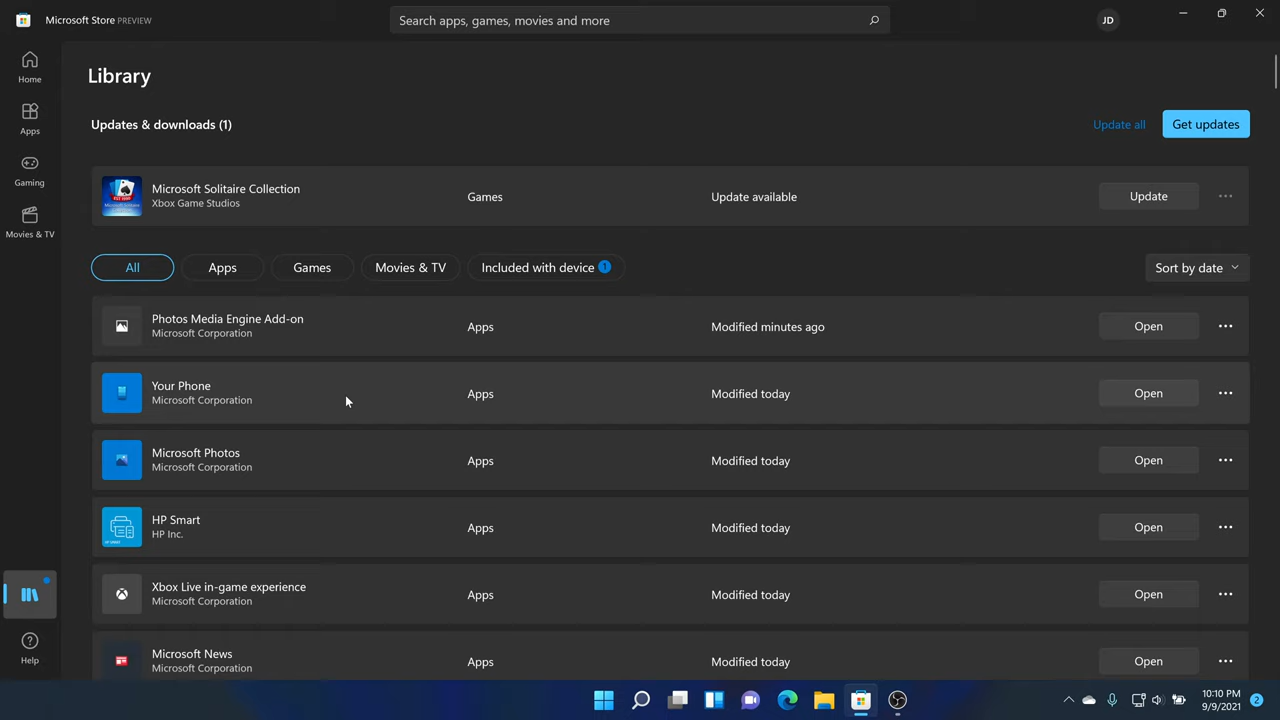 Microsoft Store PREVIEW
Search apps, games, movies and more
JD
Home
Apps
Gaming
Movies & TV
Help
Library
Updates & downloads (1)
Update all
Get updates
Microsoft Solitaire Collection
Xbox Game Studios
Games
Update available
Update
All
Apps
Games
Movies & TV
Included with device 1
Sort by date
Photos Media Engine Add-on
Microsoft Corporation
Apps
Modified minutes ago
Open
Your Phone
Microsoft Corporation
Apps
Modified today
Open
Microsoft Photos
Microsoft Corporation
Apps
Modified today
Open
HP SMART
HP Smart
HP Inc.
Apps
Modified today
Open
Xbox Live in-game experience
Microsoft Corporation
Apps
Modified today
Open
Microsoft News
Microsoft Corporation
Apps
Modified today
Open
10:10 PM
9/9/2021
2